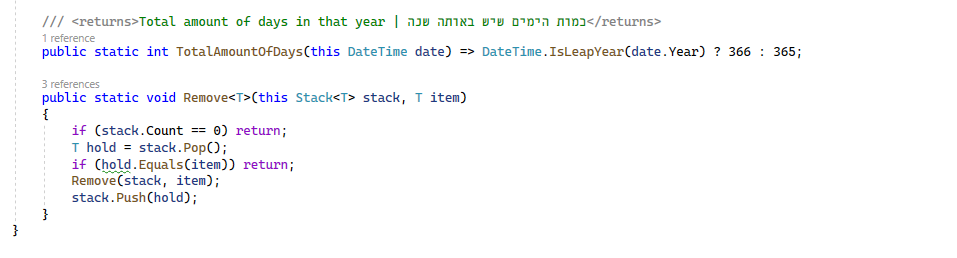 /// <returns>Total amount of days in that year | כמות הימים שיש באותה שנה</returns>
1 reference
public static int TotalAmountOfDays(this DateTime date) => DateTime.IsLeapYear(date.Year) ? 366 : 365;
3 references
public static void Remove<T>(this Stack<T> stack, T item)
{
if (stack.Count == 0) return;
T hold = stack.Pop();
if (hold.Equals(item)) return;
Remove(stack, item);
stack.Push(hold);
}
}